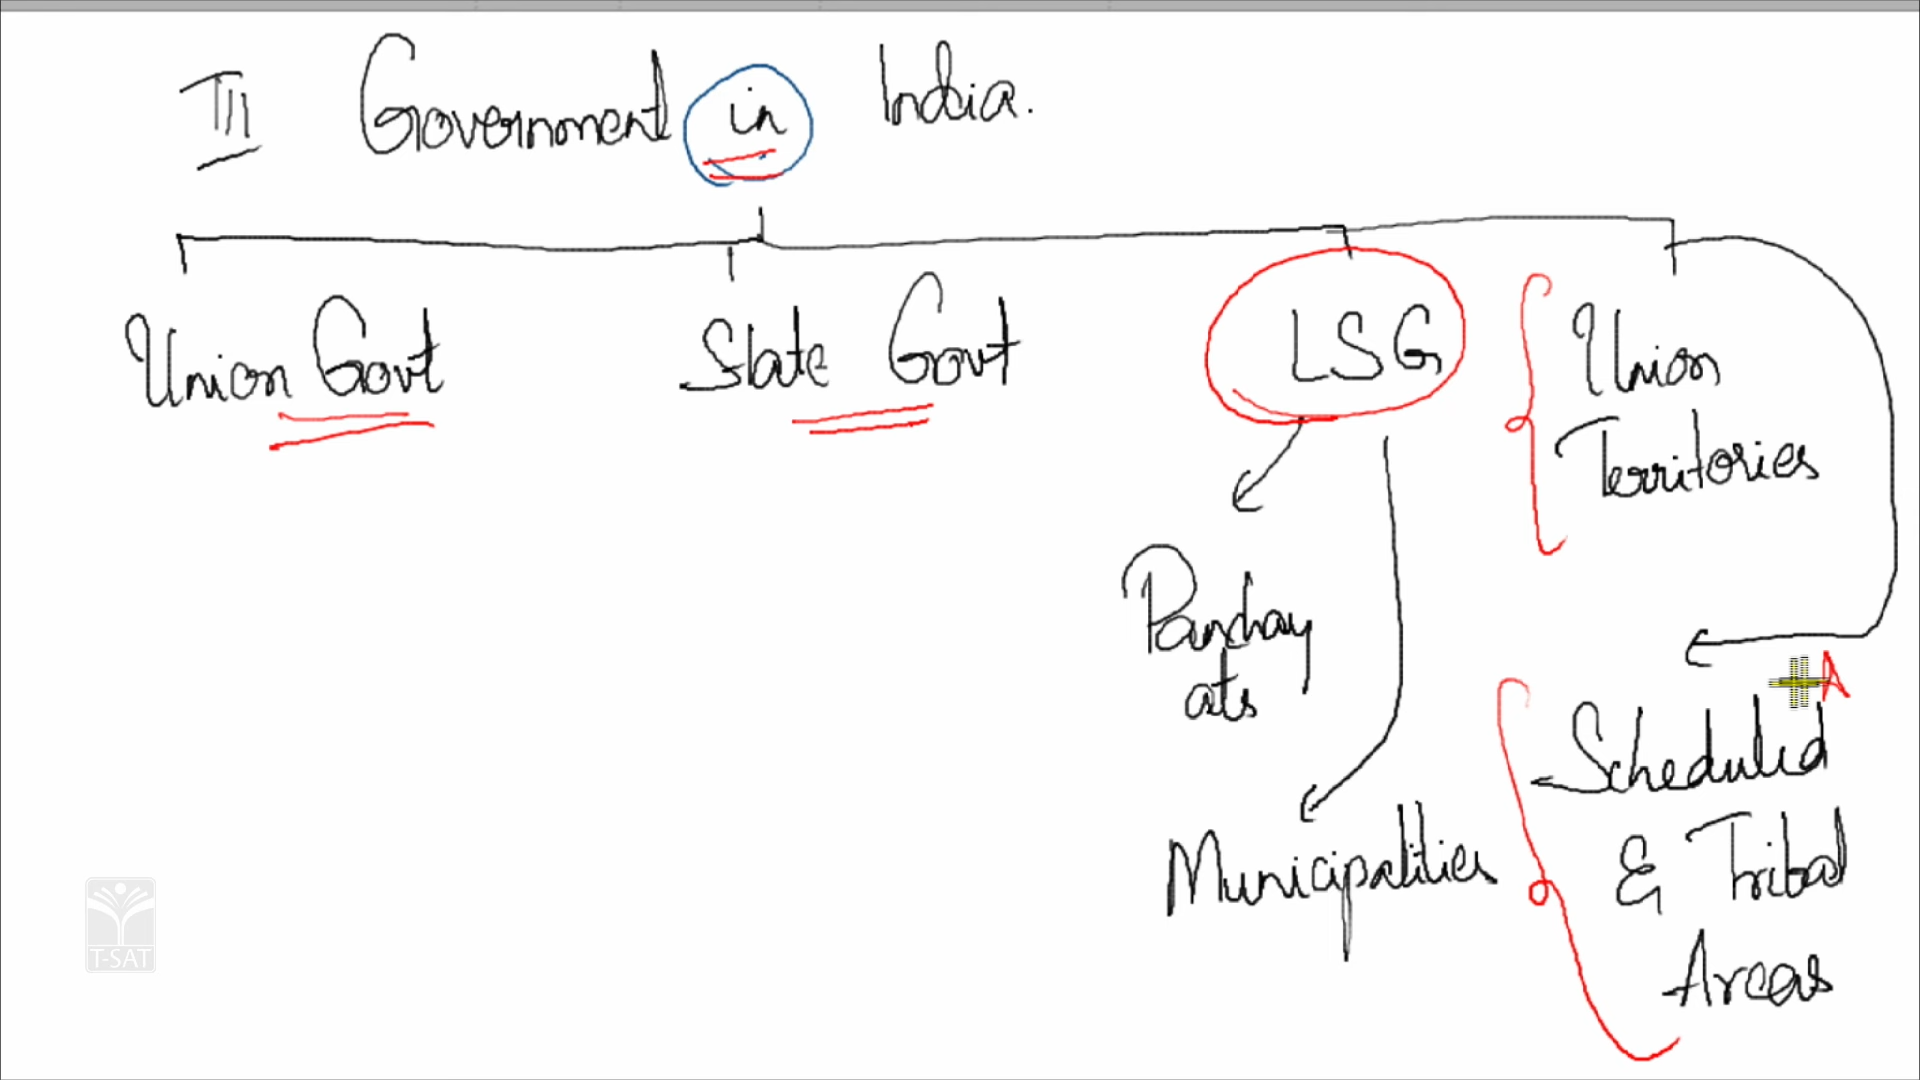 III Government in India.
Union Govt
State Govt
LSG
Union
Territories
Panchay
ats
Municipalities
A
Scheduled
& Tribal
Areas
T-SAT